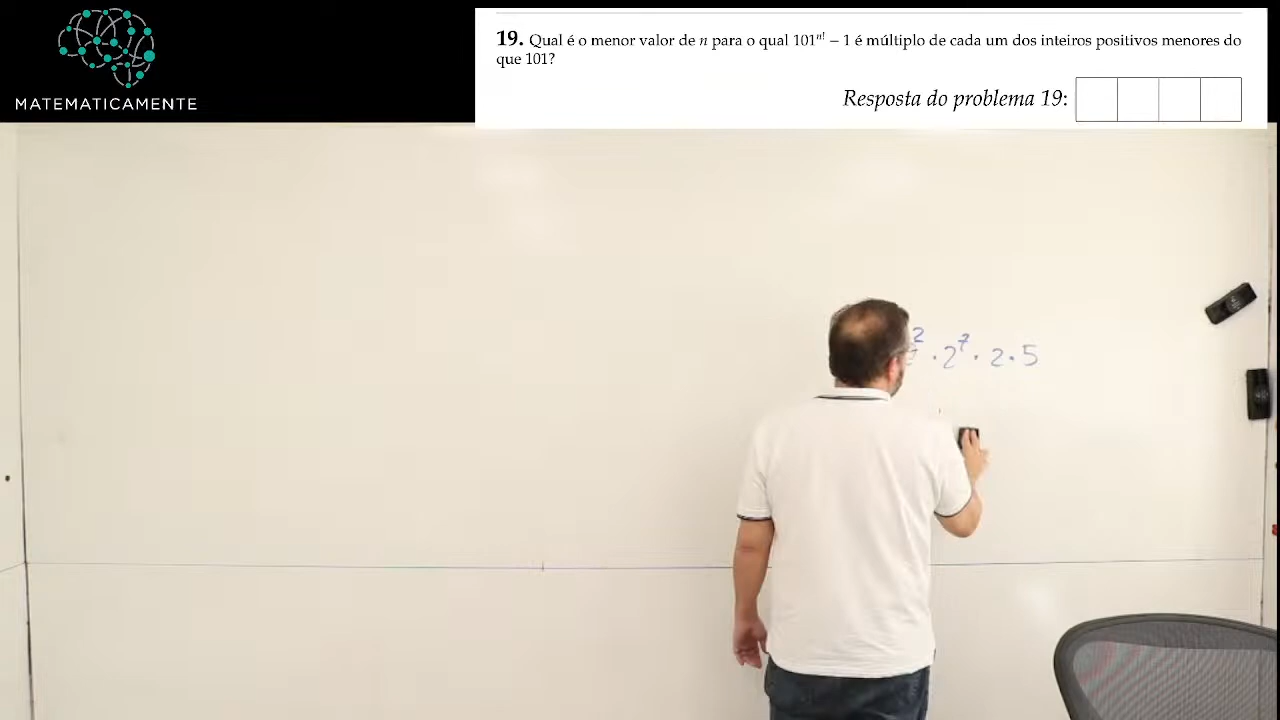 MATEMATICAMENTE
19. Qual é o menor valor de n para o qual 101^{n!} − 1 é múltiplo de cada um dos inteiros positivos menores do
que 101?
Resposta do problema 19:
2 · 2^7 · 2 · 5